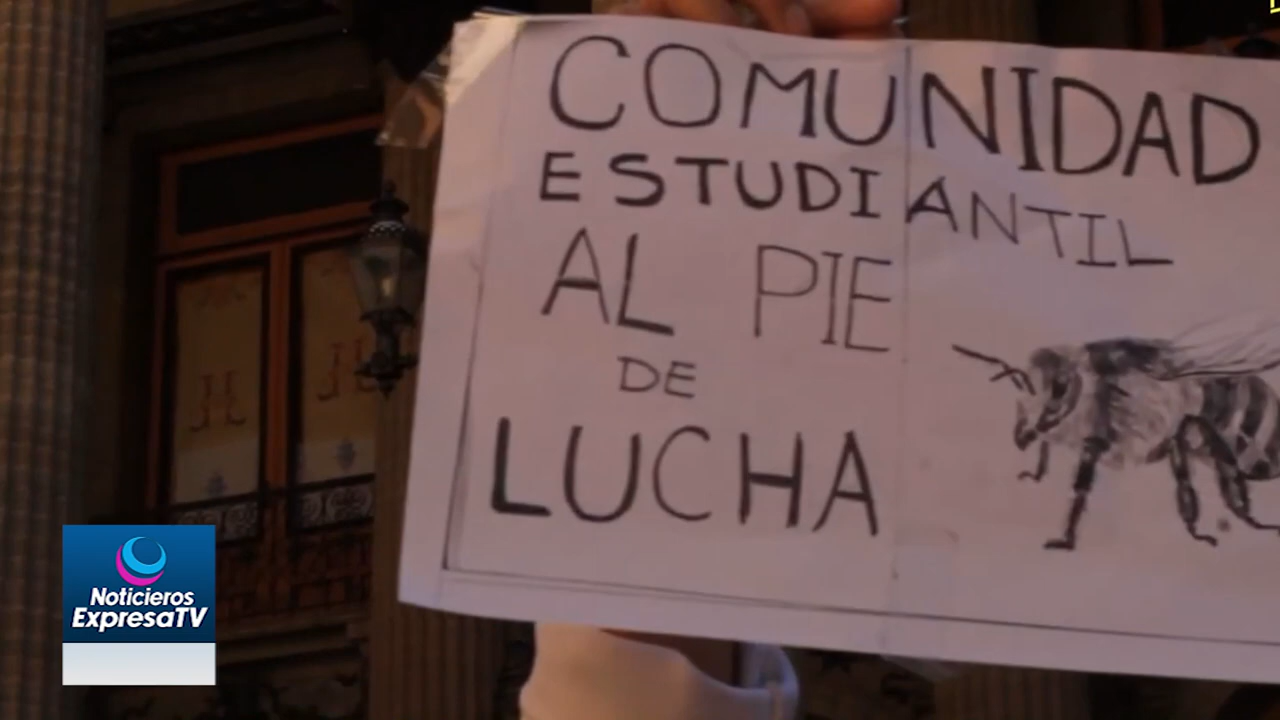 COMUNIDAD
ESTUDIANTIL
AL PIE
DE
LUCHA
H
H
Noticieros
ExpresaTV